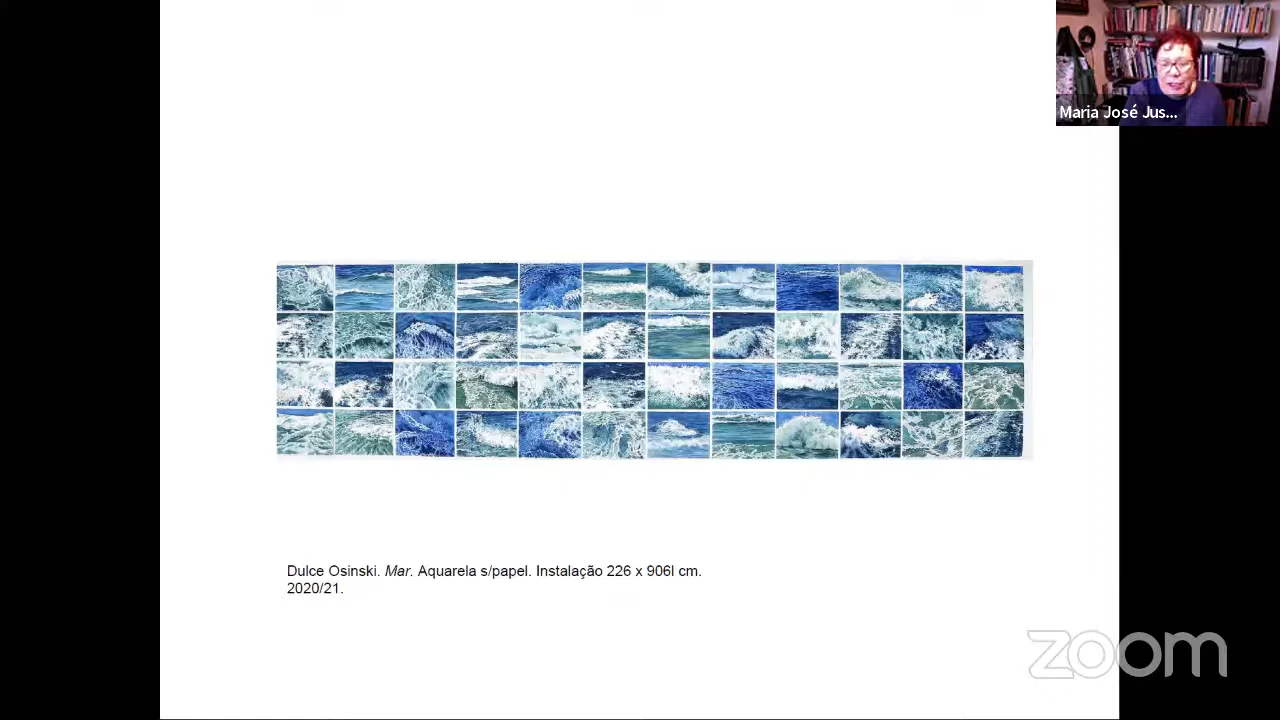 Maria José Jus...
Dulce Osinski. Mar. Aquarela s/papel. Instalação 226 x 906l cm.
2020/21.
zoom